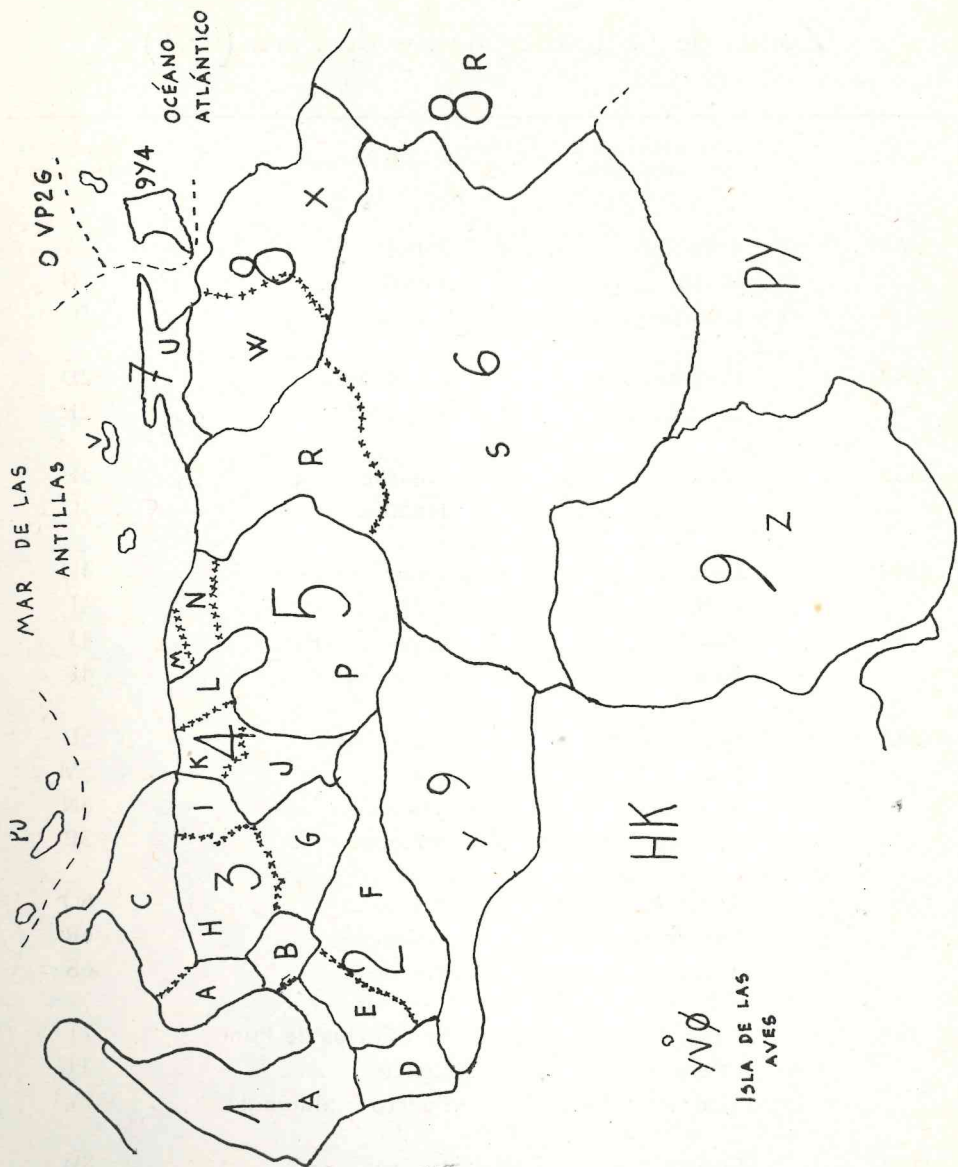 MAR DE LAS
ANTILLAS
PJ
O VP2G
9Y4
OCÉANO
ATLÁNTICO
V
1
A
C
A
H
3
I
B
G
K
4
L
J
M
N
5
P
7
U
R
W
8
X
8
R
D
E
2
F
9
Y
6
S
9
Z
HK
PY
YVØ
ISLA DE LAS
AVES